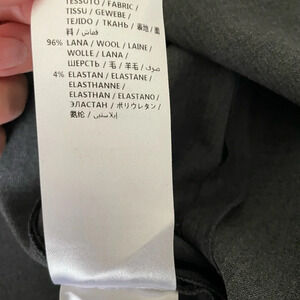 TESSUTO / FABRIC /
TISSU / GEWEBE /
TEJIDO / ТКАНЬ / 表地 / 面
料 / قماش /
96% LANA / WOOL / LAINE /
WOLLE / LANA /
ШЕРСТЬ / 毛 / 羊毛 / صوف /
4% ELASTAN / ELASTANE /
ELASTHANNE /
ELASTHAN / ELASTANO /
ЭЛАСТАН / ポリウレタン /
氨纶 / إيلاستين /